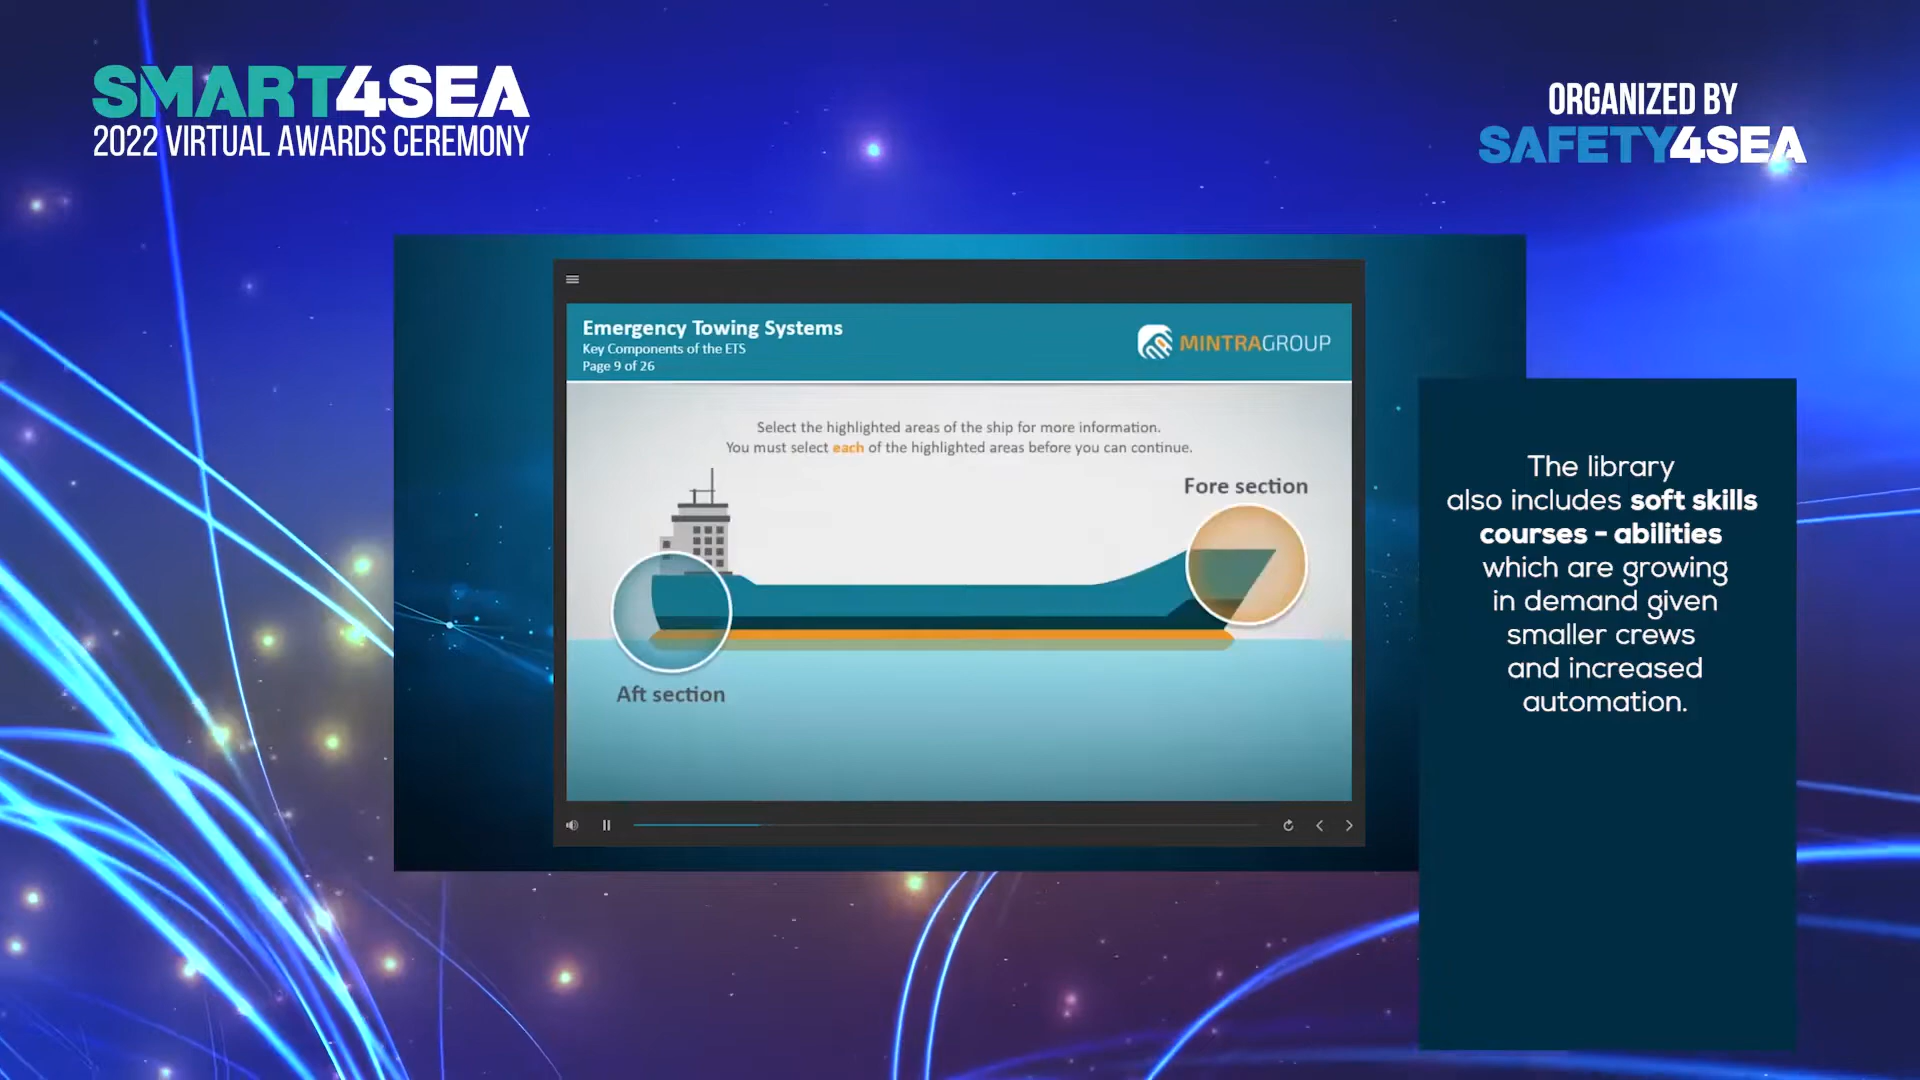 SMART4SEA
2022 VIRTUAL AWARDS CEREMONY
ORGANIZED BY
SAFETY4SEA
Emergency Towing Systems
Key Components of the ETS
Page 9 of 26
MINTRAGROUP
Select the highlighted areas of the ship for more information.
You must select each of the highlighted areas before you can continue.
Fore section
Aft section
The library
also includes soft skills
courses - abilities
which are growing
in demand given
smaller crews
and increased
automation.